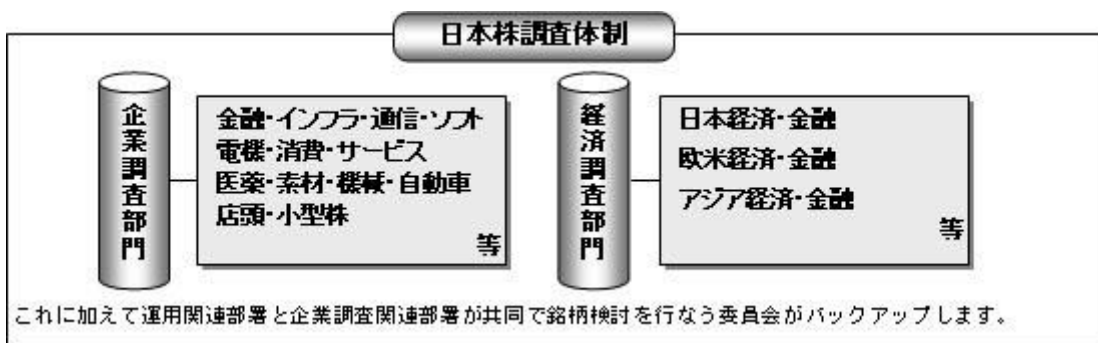 日本株調査体制
企業調査部門
金融・インフラ・通信・ソフト
電機・消費・サービス
医薬・素材・機械・自動車
店頭・小型株
等
経済調査部門
日本経済・金融
欧米経済・金融
アジア経済・金融
等
これに加えて運用関連部署と企業調査関連部署が共同で銘柄検討を行なう委員会がバックアップします。